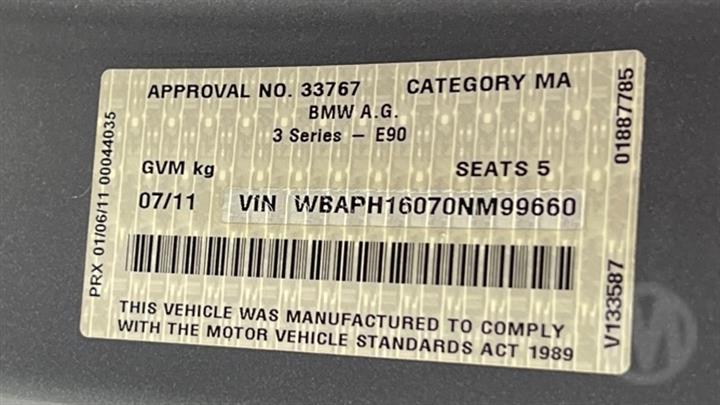 APPROVAL NO. 33767 CATEGORY MA
BMW A.G.
3 Series – E90
GVM kg SEATS 5
07/11 VIN WBAPH16070NM99660
THIS VEHICLE WAS MANUFACTURED TO COMPLY
WITH THE MOTOR VEHICLE STANDARDS ACT 1989
PRX 01/06/11 00044035
01887785
V133587
M